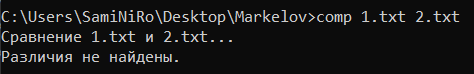 C:\Users\SamiNiRo\Desktop\Markelov>comp 1.txt 2.txt
Сравнение 1.txt и 2.txt...
Различия не найдены.